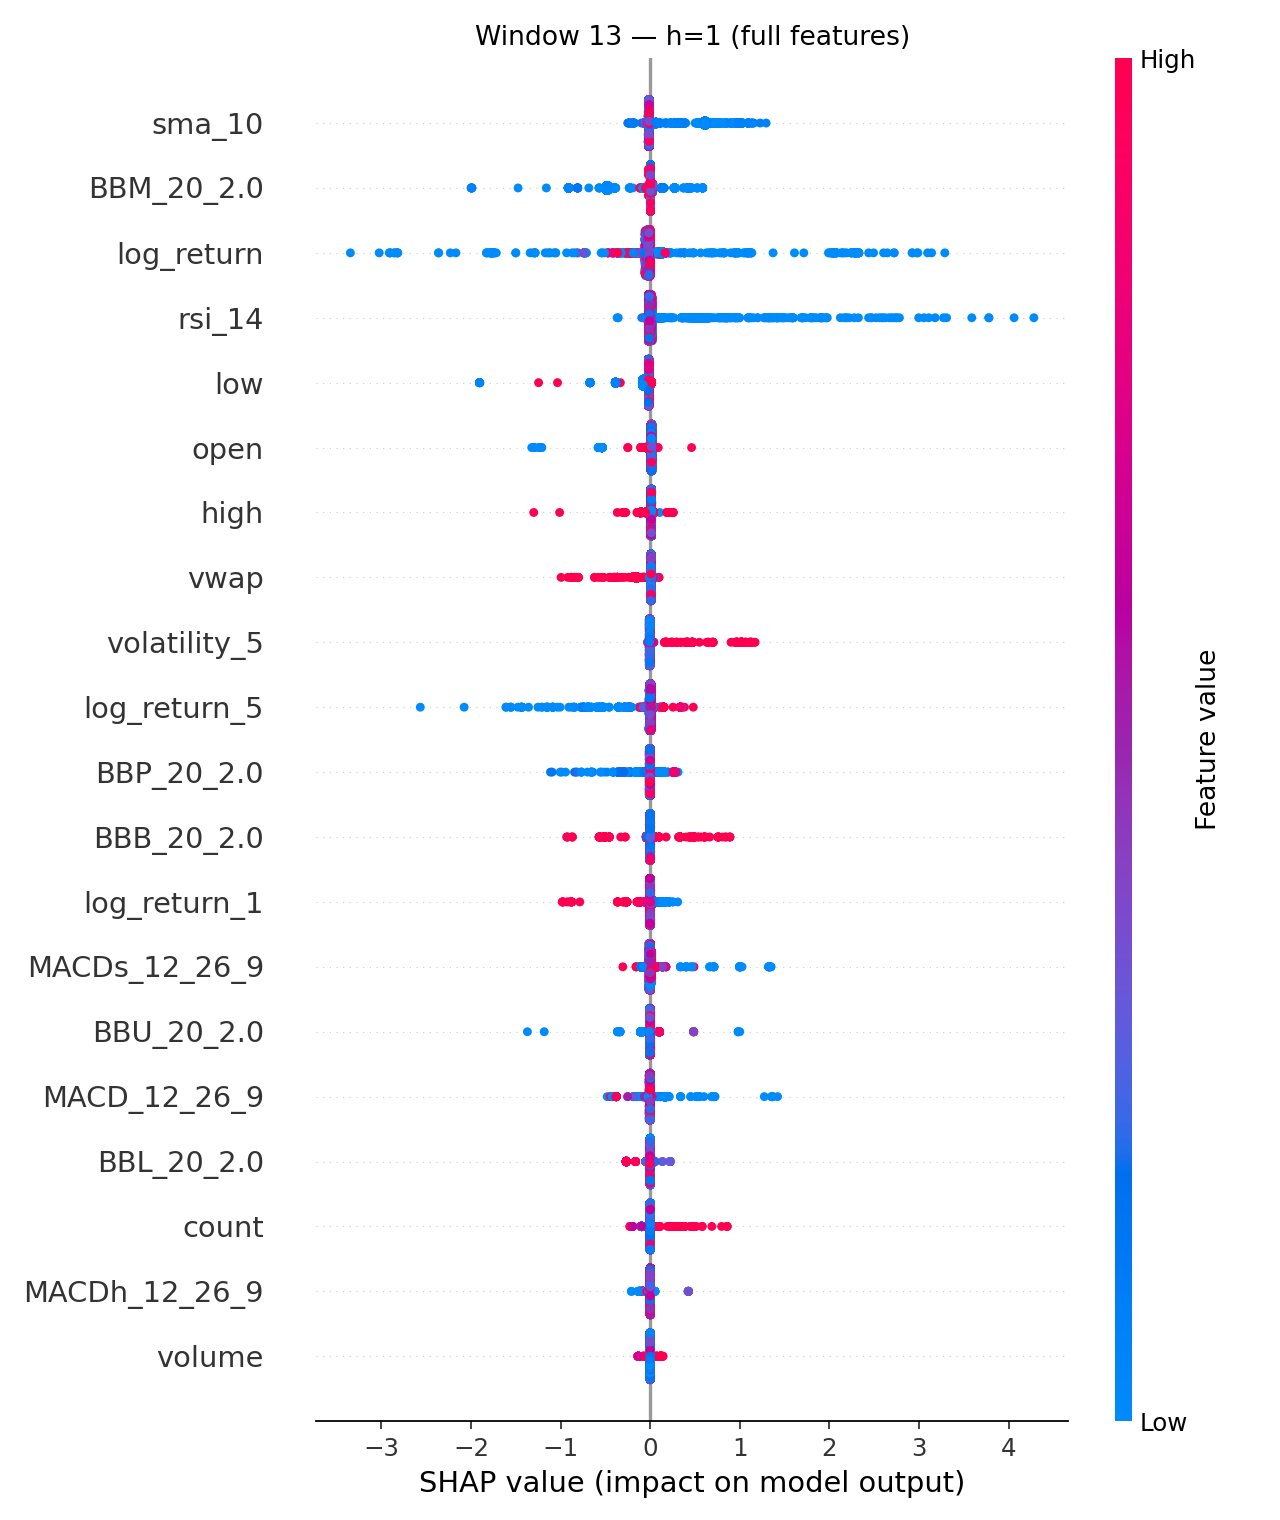 Window 13 — h=1 (full features)
High
sma_10
BBM_20_2.0
log_return
rsi_14
low
open
high
vwap
volatility_5
log_return_5
BBP_20_2.0
BBB_20_2.0
log_return_1
MACDs_12_26_9
BBU_20_2.0
MACD_12_26_9
BBL_20_2.0
count
MACDh_12_26_9
volume
Feature value
Low
−3 −2 −1 0 1 2 3 4
SHAP value (impact on model output)